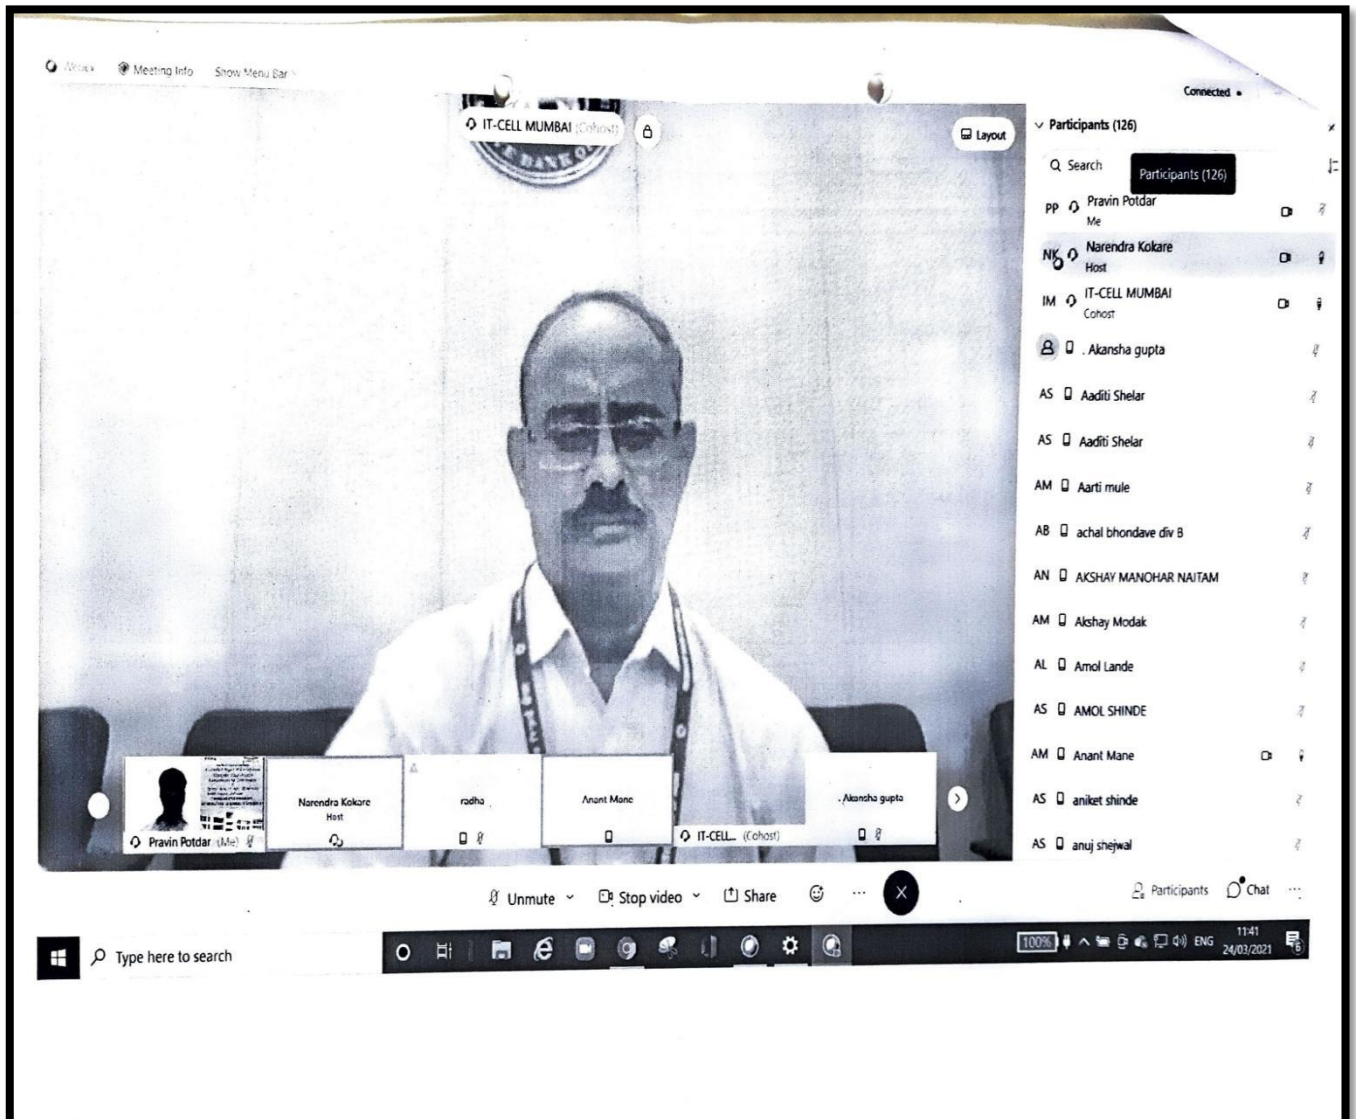 Webex Meeting Info Show Menu Bar
Connected
IT-CELL MUMBAI (Cohost)
E BANK O
Layout
Participants (126)
Search
Participants (126)
PP Pravin Potdar
Me
NK Narendra Kokare
Host
IM IT-CELL MUMBAI
Cohost
. Akansha gupta
AS Aaditi Shelar
AS Aaditi Shelar
AM Aarti mule
AB achal bhondave div B
AN AKSHAY MANOHAR NAITAM
AM Akshay Modak
AL Amol Lande
AS AMOL SHINDE
AM Anant Mane
AS aniket shinde
AS anuj shejwal
Pravin Potdar (Me)
Narendra Kokare
Host
radha
Anant Mane
IT-CELL... (Cohost)
. Akansha gupta
Unmute Stop video Share ... X
Participants Chat ...
Type here to search
100% ENG 11:41
24/03/2021 6